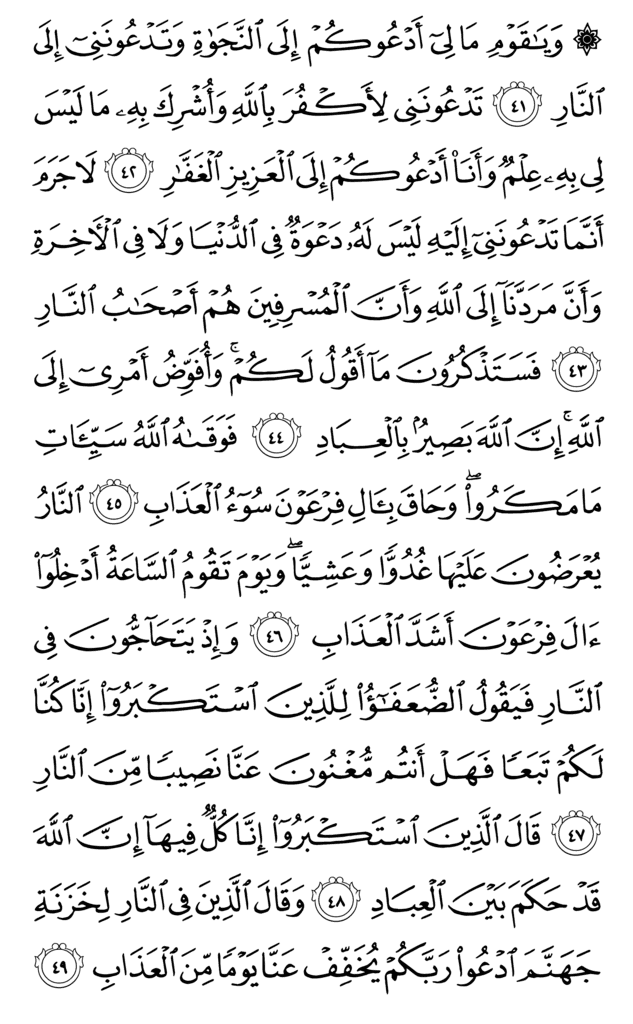 ۞ وَيَٰقَوۡمِ مَا لِيٓ أَدۡعُوكُمۡ إِلَى ٱلنَّجَوٰةِ وَتَدۡعُونَنِيٓ إِلَى
ٱلنَّارِ ٤١ تَدۡعُونَنِي لِأَكۡفُرَ بِٱللَّهِ وَأُشۡرِكَ بِهِۦ مَا لَيۡسَ
لِي بِهِۦ عِلۡمٞ وَأَنَا۠ أَدۡعُوكُمۡ إِلَى ٱلۡعَزِيزِ ٱلۡغَفَّٰرِ ٤٢ لَا جَرَمَ
أَنَّمَا تَدۡعُونَنِيٓ إِلَيۡهِ لَيۡسَ لَهُۥ دَعۡوَةٞ فِي ٱلدُّنۡيَا وَلَا فِي ٱلۡأٓخِرَةِ
وَأَنَّ مَرَدَّنَآ إِلَى ٱللَّهِ وَأَنَّ ٱلۡمُسۡرِفِينَ هُمۡ أَصۡحَٰبُ ٱلنَّارِ
٤٣ فَسَتَذۡكُرُونَ مَآ أَقُولُ لَكُمۡۚ وَأُفَوِّضُ أَمۡرِيٓ إِلَى
ٱللَّهِۚ إِنَّ ٱللَّهَ بَصِيرُۢ بِٱلۡعِبَادِ ٤٤ فَوَقَىٰهُ ٱللَّهُ سَيِّـَٔاتِ
مَا مَكَرُواْۖ وَحَاقَ بِـَٔالِ فِرۡعَوۡنَ سُوٓءُ ٱلۡعَذَابِ ٤٥ ٱلنَّارُ
يُعۡرَضُونَ عَلَيۡهَا غُدُوّٗا وَعَشِيّٗاۖ وَيَوۡمَ تَقُومُ ٱلسَّاعَةُ أَدۡخِلُوٓاْ
ءَالَ فِرۡعَوۡنَ أَشَدَّ ٱلۡعَذَابِ ٤٦ وَإِذۡ يَتَحَآجُّونَ فِي
ٱلنَّارِ فَيَقُولُ ٱلضُّعَفَٰٓؤُاْ لِلَّذِينَ ٱسۡتَكۡبَرُوٓاْ إِنَّا كُنَّا
لَكُمۡ تَبَعٗا فَهَلۡ أَنتُم مُّغۡنُونَ عَنَّا نَصِيبٗا مِّنَ ٱلنَّارِ
٤٧ قَالَ ٱلَّذِينَ ٱسۡتَكۡبَرُوٓاْ إِنَّا كُلّٞ فِيهَآ إِنَّ ٱللَّهَ
قَدۡ حَكَمَ بَيۡنَ ٱلۡعِبَادِ ٤٨ وَقَالَ ٱلَّذِينَ فِي ٱلنَّارِ لِخَزَنَةِ
جَهَنَّمَ ٱدۡعُواْ رَبَّكُمۡ يُخَفِّفۡ عَنَّا يَوۡمٗا مِّنَ ٱلۡعَذَابِ ٤٩